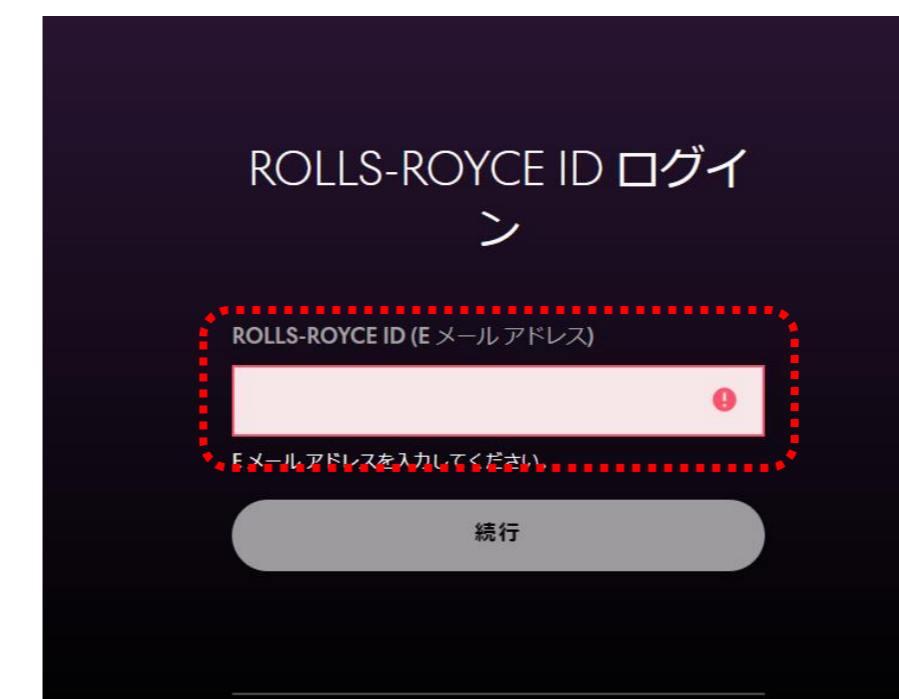 ROLLS-ROYCE ID ログイ
ン
ROLLS-ROYCE ID (E メール アドレス)
E メール アドレスを入力してください。
続行